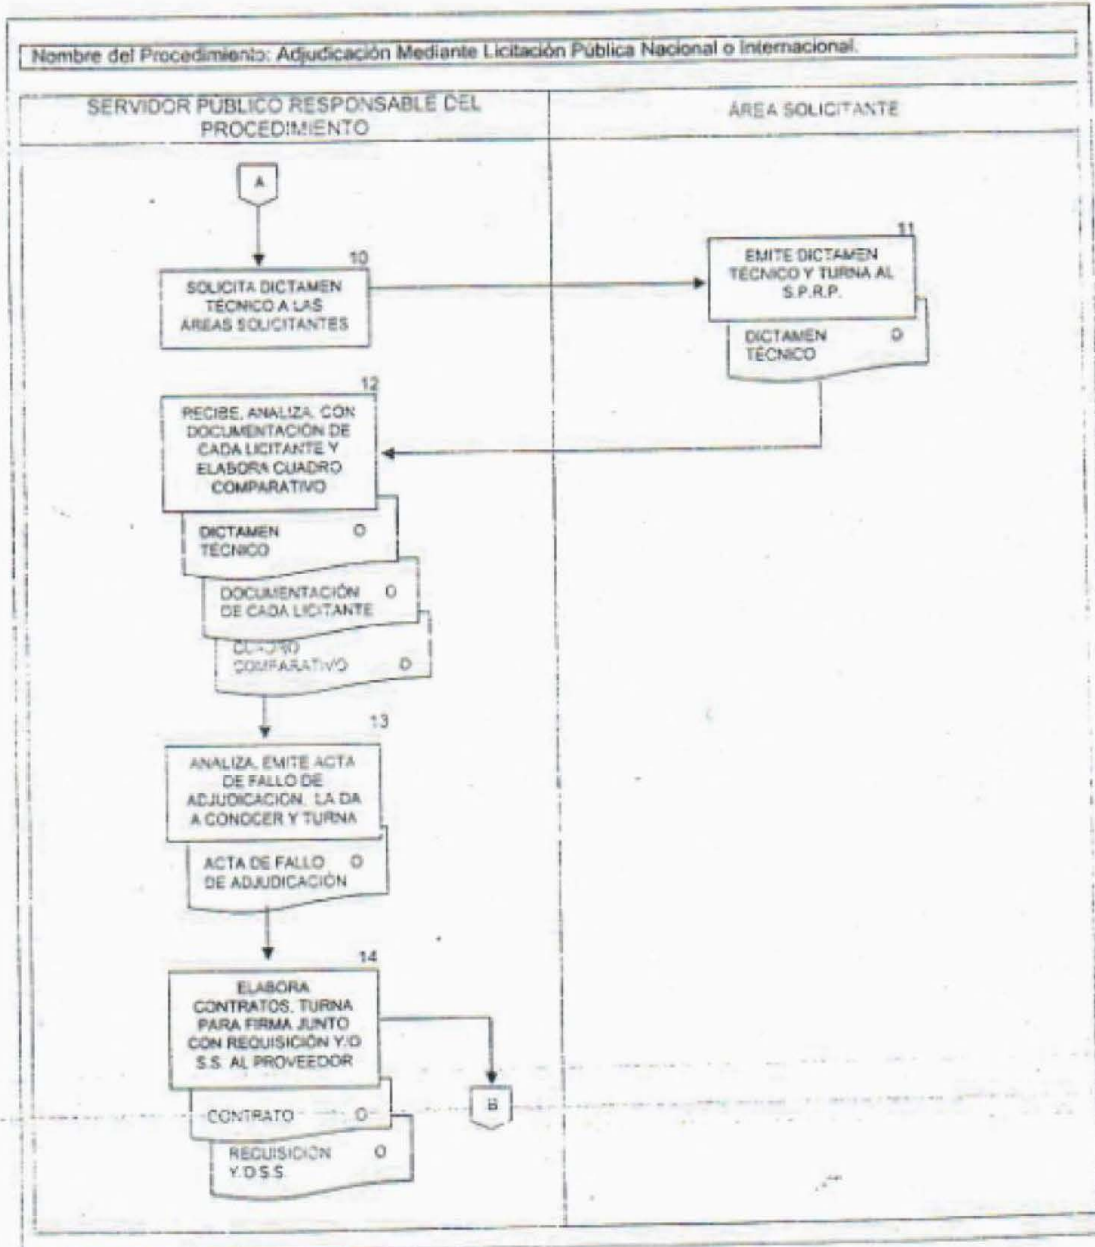 Nombre del Procedimiento: Adjudicación Mediante Licitación Pública Nacional o Internacional.
SERVIDOR PÚBLICO RESPONSABLE DEL
PROCEDIMIENTO
ÁREA SOLICITANTE
A
10
SOLICITA DICTAMEN
TÉCNICO A LAS
ÁREAS SOLICITANTES
11
EMITE DICTAMEN
TÉCNICO Y TURNA AL
S.P.R.P.
DICTAMEN O
TÉCNICO
12
RECIBE, ANALIZA, CON
DOCUMENTACIÓN DE
CADA LICITANTE Y
ELABORA CUADRO
COMPARATIVO
DICTAMEN O
TÉCNICO
DOCUMENTACIÓN O
DE CADA LICITANTE
CUADRO
COMPARATIVO O
13
ANALIZA, EMITE ACTA
DE FALLO DE
ADJUDICACIÓN, LA DA
A CONOCER Y TURNA
ACTA DE FALLO O
DE ADJUDICACIÓN
14
ELABORA
CONTRATOS, TURNA
PARA FIRMA JUNTO
CON REQUISICIÓN Y/O
S.S. AL PROVEEDOR
CONTRATO O
REQUISICIÓN O
Y/O S.S.
B